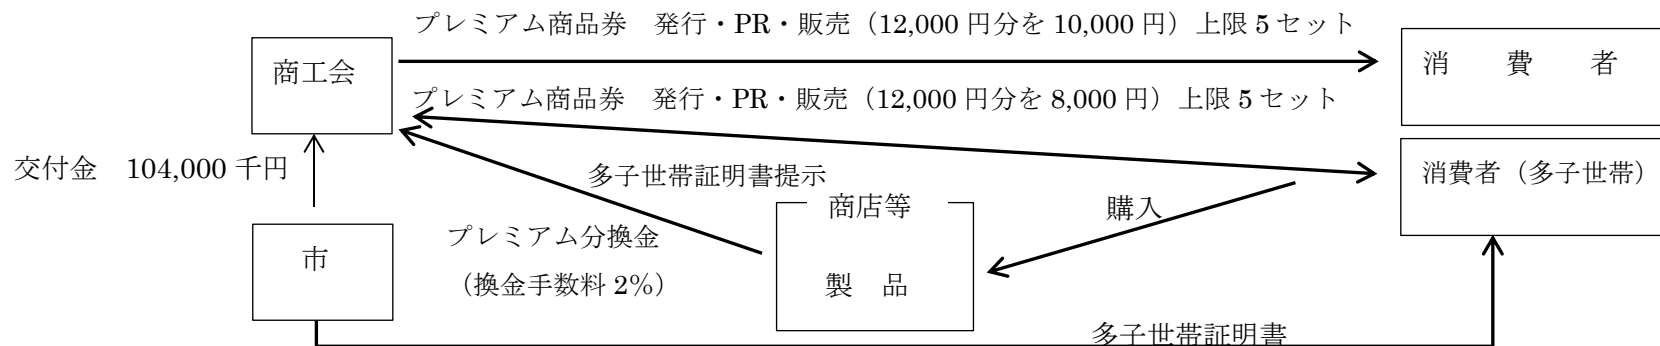 プレミアム商品券　発行・PR・販売（12,000 円分を 10,000 円）上限 5 セット
商工会
消　費　者
プレミアム商品券　発行・PR・販売（12,000 円分を 8,000 円）上限 5 セット
交付金　104,000 千円
多子世帯証明書提示
消費者（多子世帯）
商店等
購入
プレミアム分換金
市
（換金手数料 2%）
製　品
多子世帯証明書